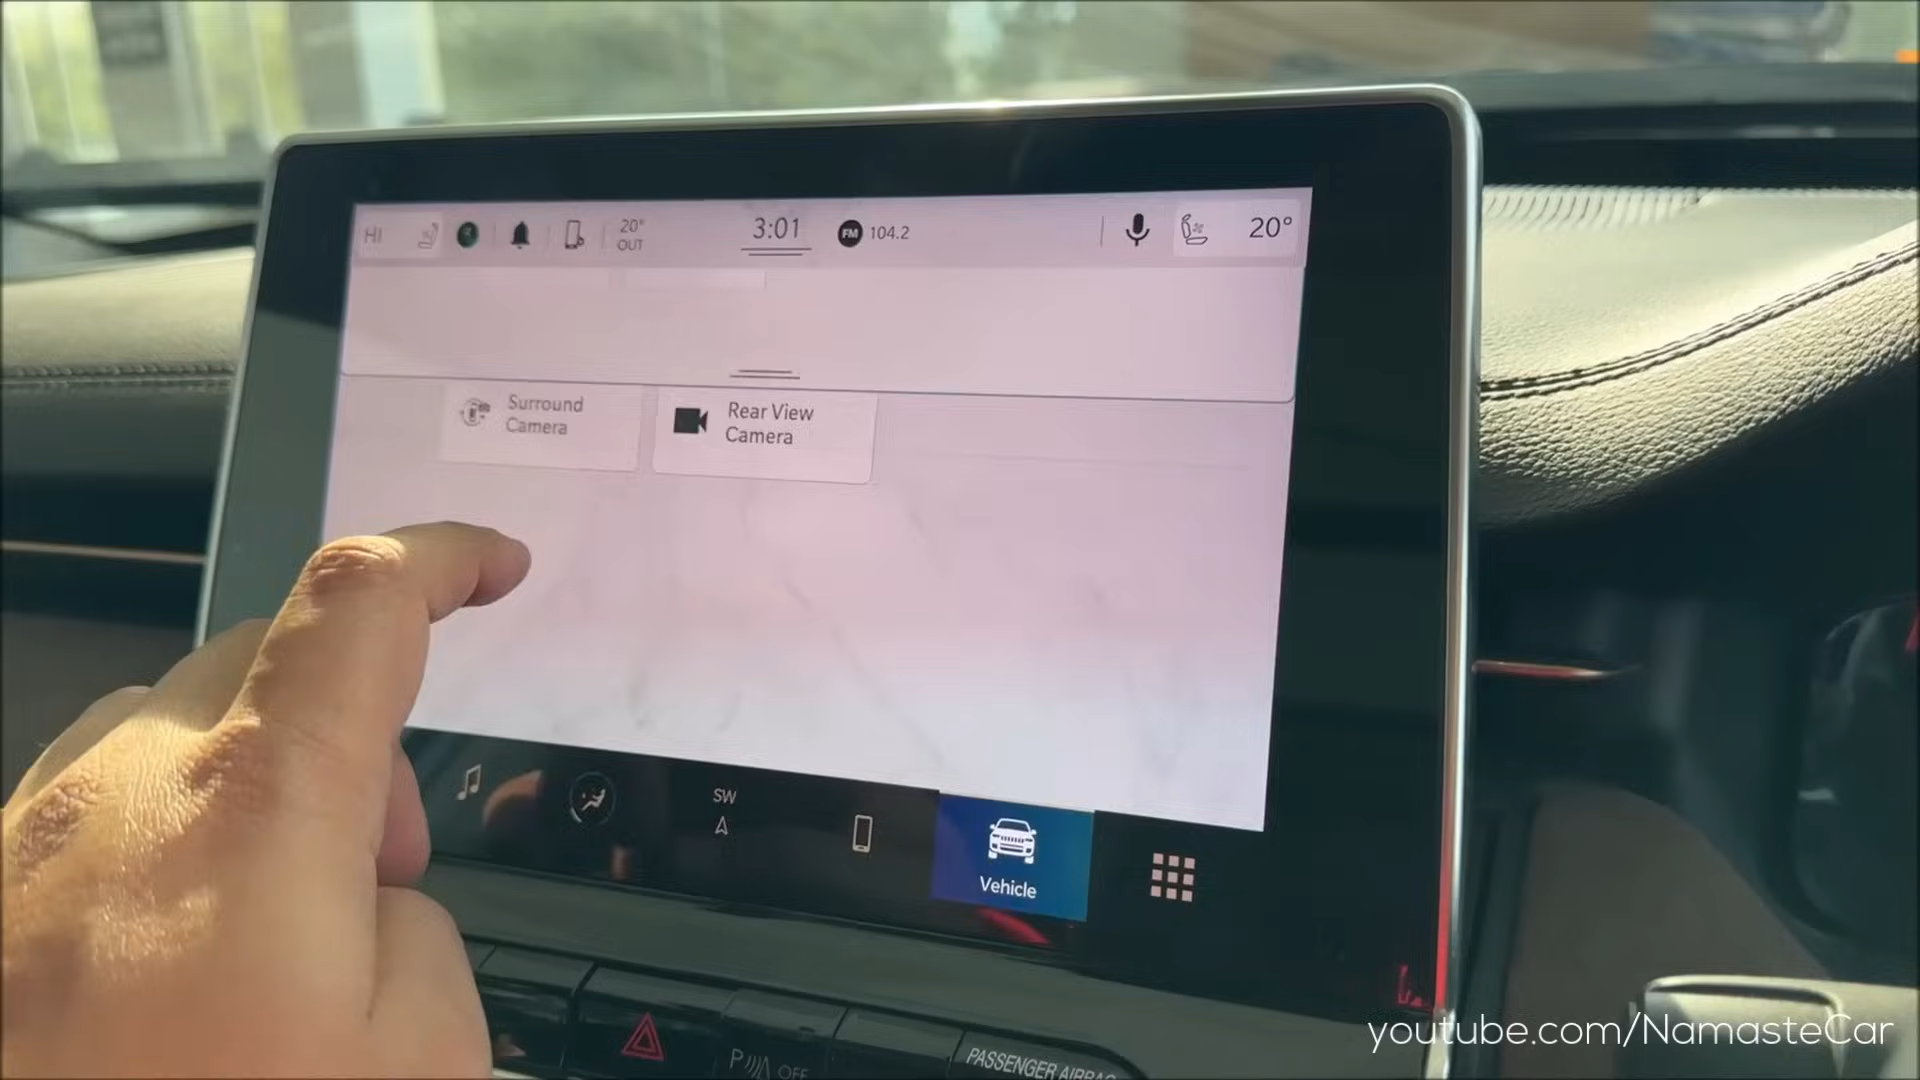 HI
20°
OUT
3:01
FM
104.2
20°
Surround
Camera
Rear View
Camera
SW
Vehicle
P OFF
PASSENGER AIRBAG
youtube.com/NamasteCar